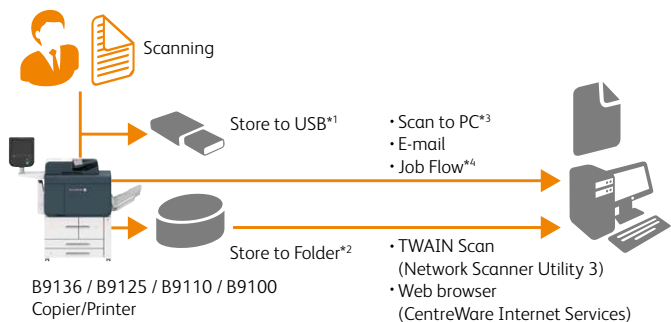 Scanning
Store to USB*1
・Scan to PC*3
・E-mail
・Job Flow*4
Store to Folder*2
・TWAIN Scan
(Network Scanner Utility 3)
・Web browser
(CentreWare Internet Services)
B9136 / B9125 / B9110 / B9100
Copier/Printer